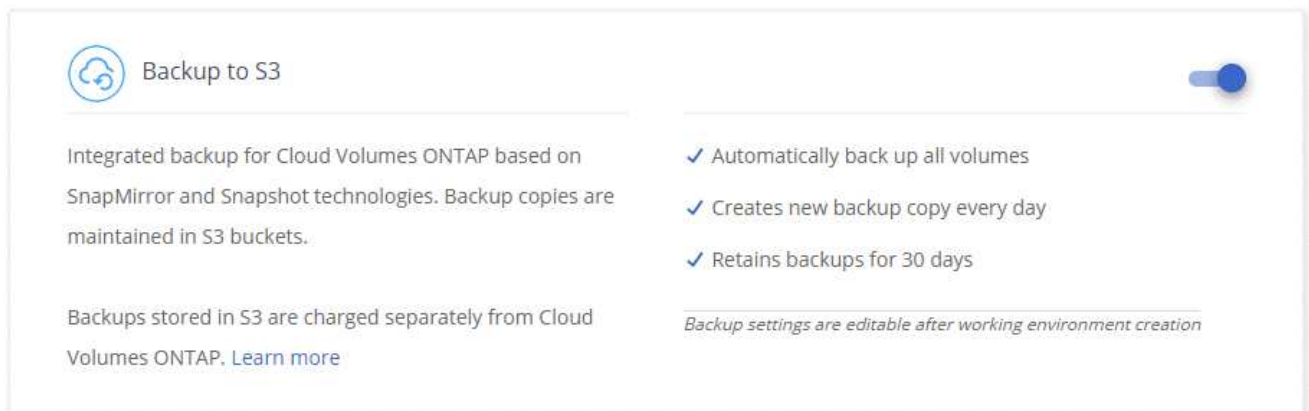 Backup to S3
Integrated backup for Cloud Volumes ONTAP based on
SnapMirror and Snapshot technologies. Backup copies are
maintained in S3 buckets.
Backups stored in S3 are charged separately from Cloud
Volumes ONTAP. Learn more
Automatically back up all volumes
Creates new backup copy every day
Retains backups for 30 days
Backup settings are editable after working environment creation